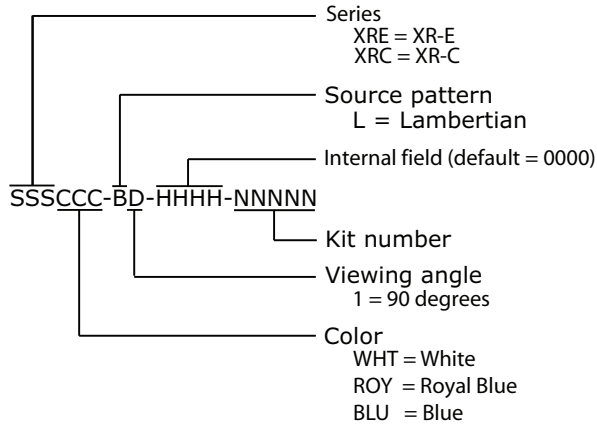 Series
XRE = XR-E
XRC = XR-C
Source pattern
L = Lambertian
Internal field (default = 0000)
SSSCCC-BD-HHHH-NNNNN
Kit number
Viewing angle
1 = 90 degrees
Color
WHT = White
ROY = Royal Blue
BLU = Blue